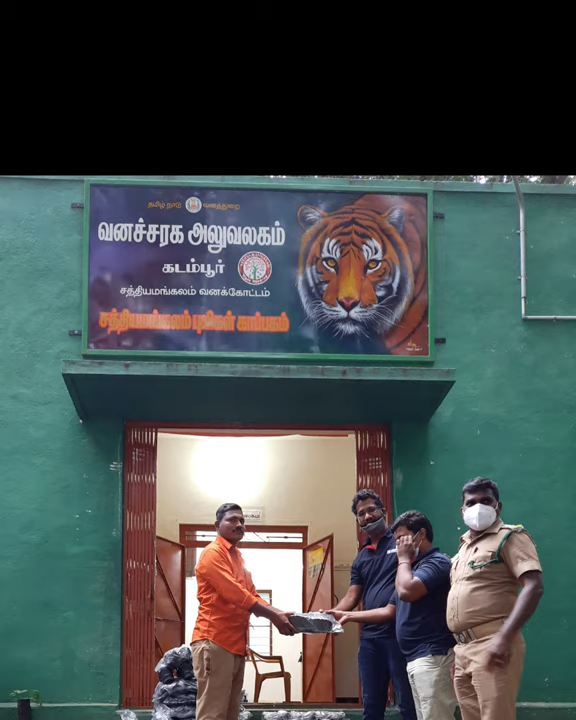 தமிழ் நாடு வனத்துறை
வனச்சரக அலுவலகம்
கடம்பூர்
சத்தியமங்கலம் வனக்கோட்டம்
சத்தியமங்கலம் புலிகள் காப்பகம்